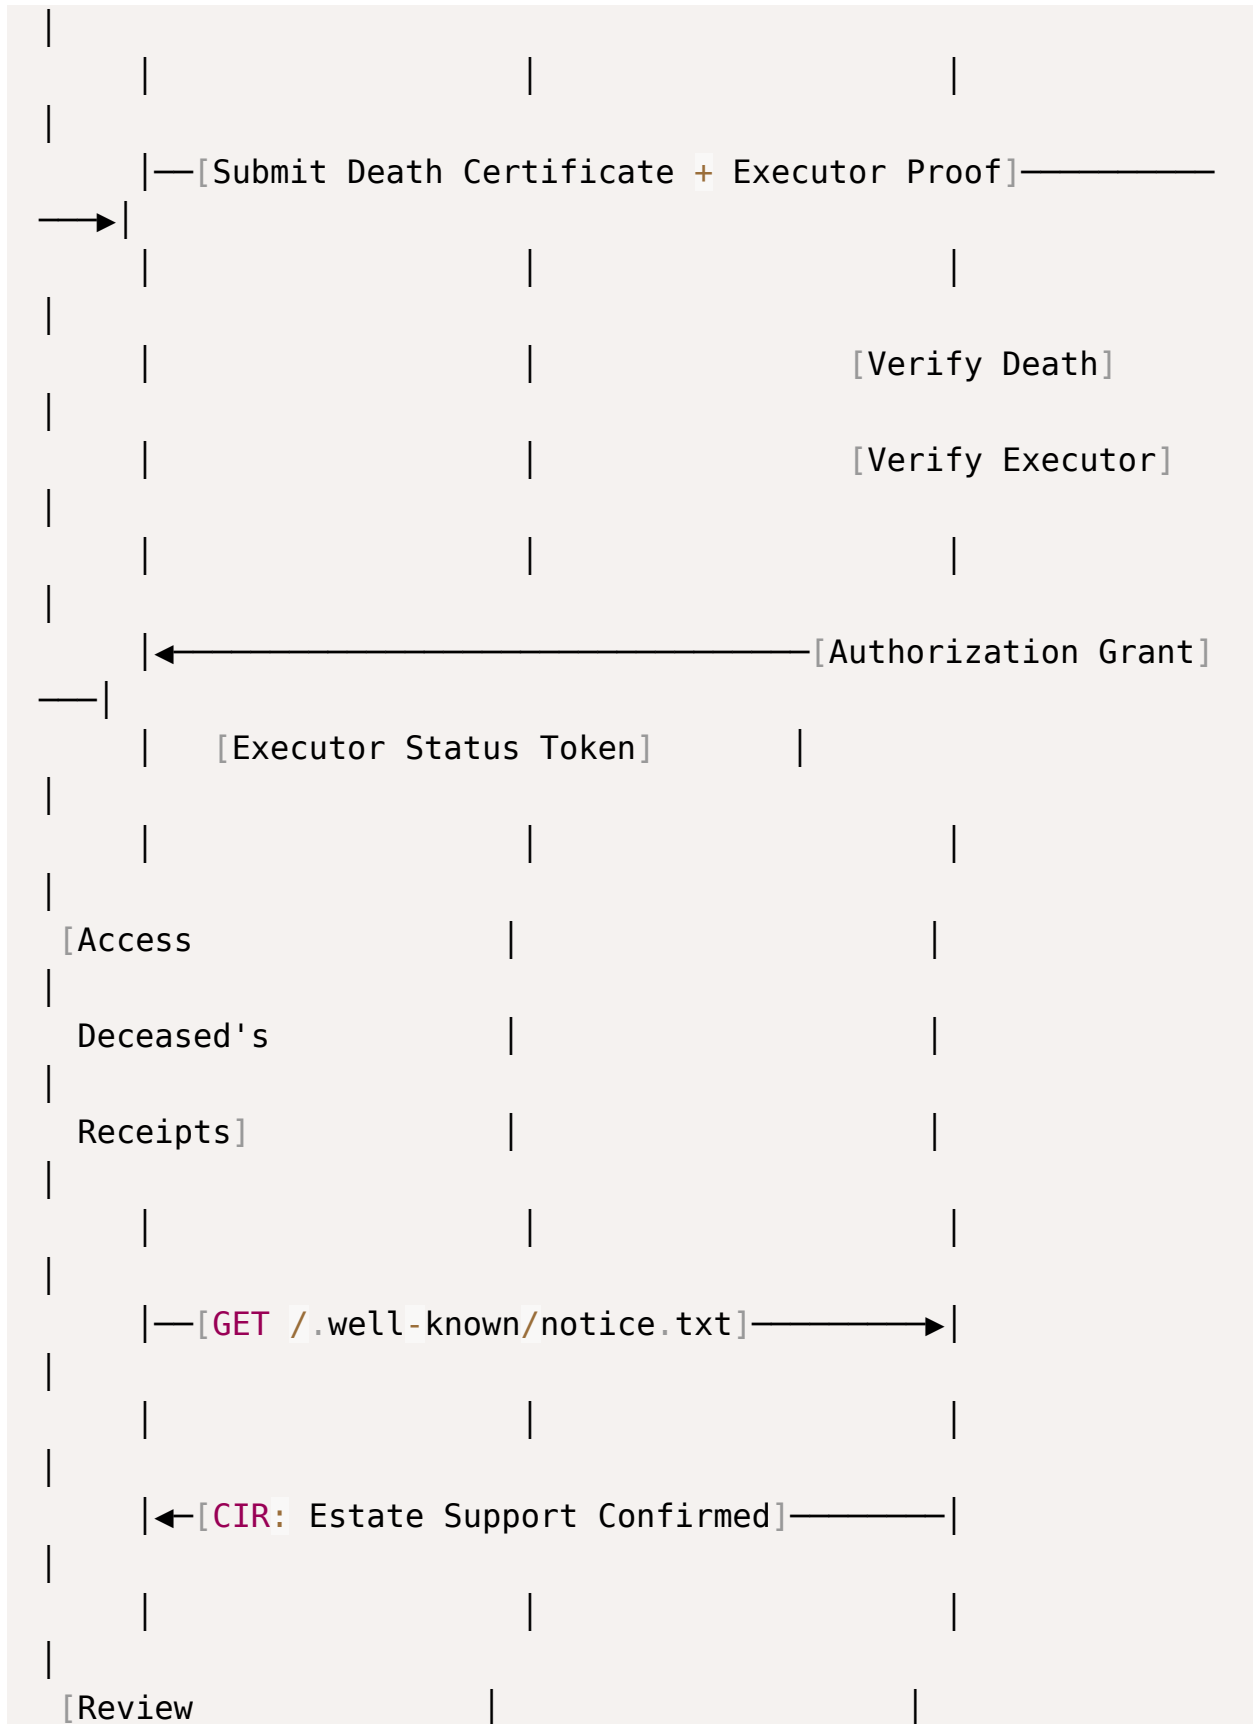 [Submit Death Certificate + Executor Proof]
[Verify Death]
[Verify Executor]
[Authorization Grant]
[Executor Status Token]
[Access
Deceased's
Receipts]
[GET /.well-known/notice.txt]
[CIR: Estate Support Confirmed]
[Review